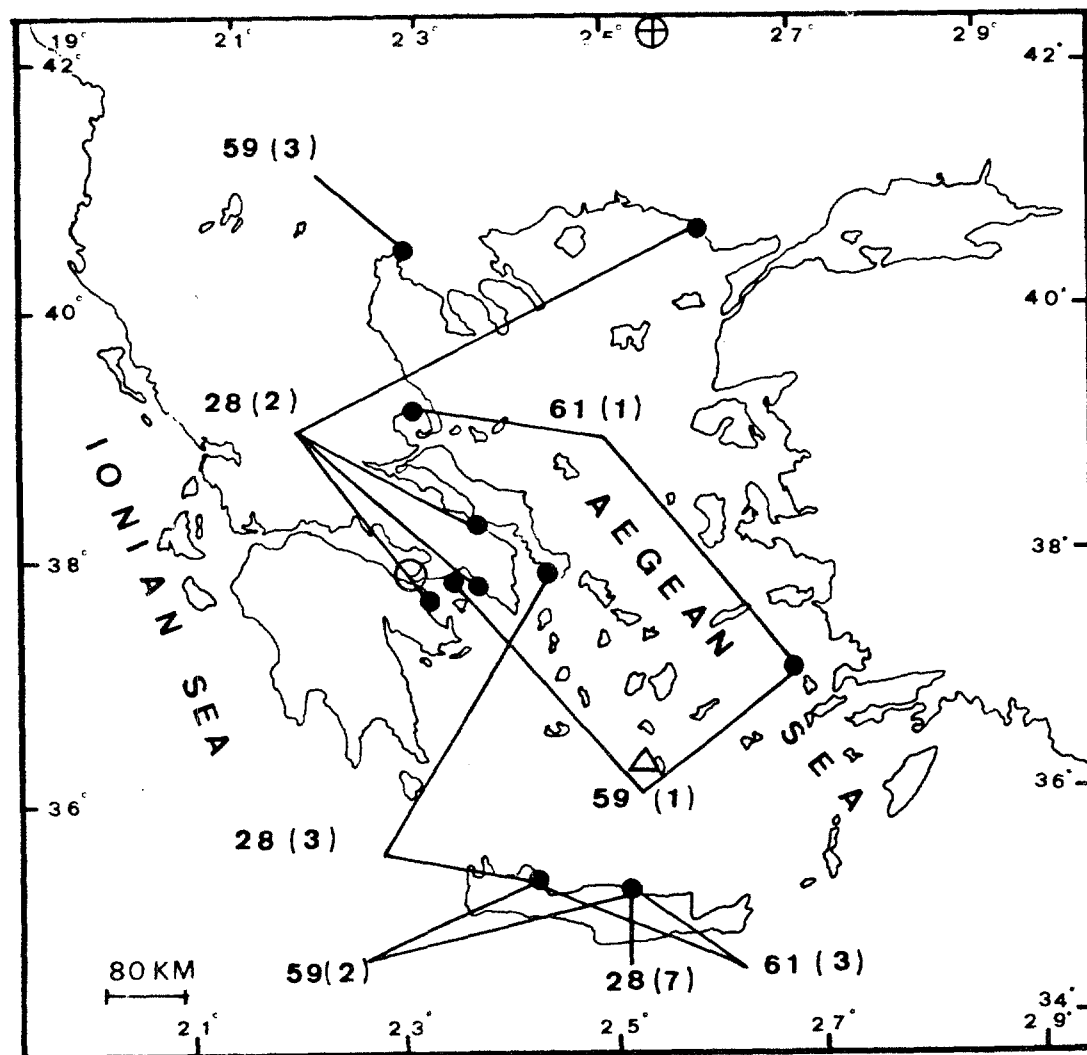 19° 21° 23° 25° 27° 29°
42° 42°
59 (3)
40° 40°
28 (2) 61 (1)
IONIAN SEA
AEGEAN SEA
38° 38°
36° 36°
59 (1)
28 (3)
59(2) 28(7) 61 (3)
80 KM
34°
21° 23° 25° 27° 29°